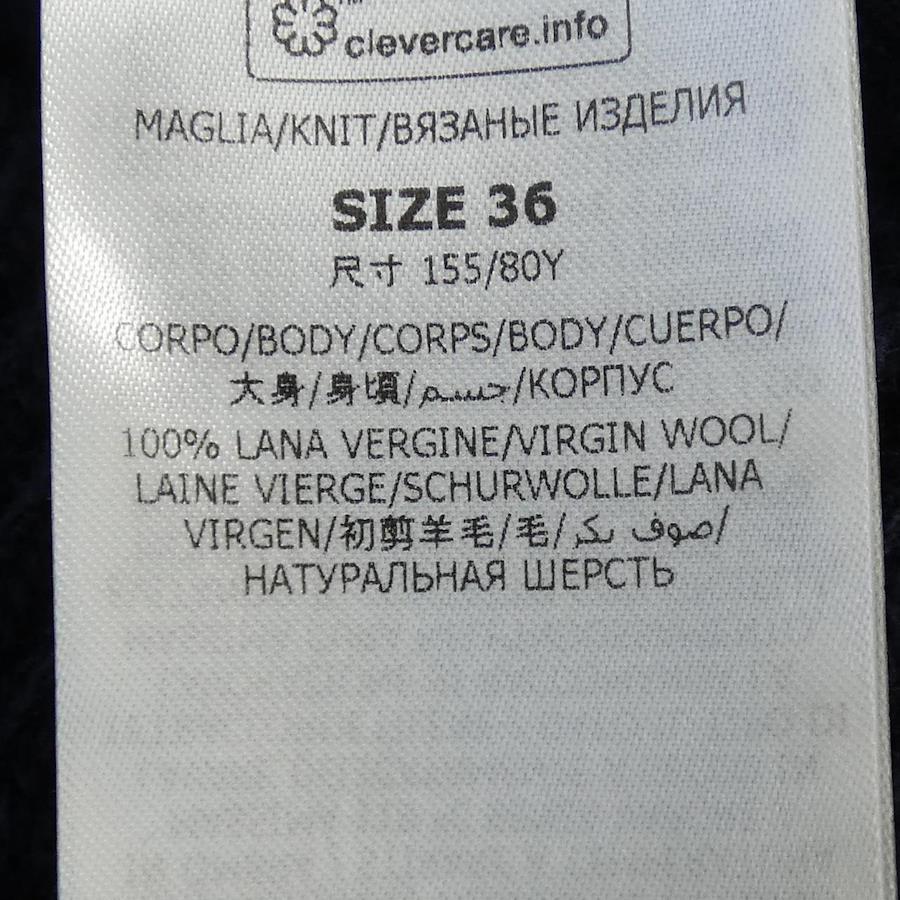 clevercare.info
MAGLIA/KNIT/ВЯЗАНЫЕ ИЗДЕЛИЯ
SIZE 36
尺寸 155/80Y
CORPO/BODY/CORPS/BODY/CUERPO/
大身/身頃/جسم/КОРПУС
100% LANA VERGINE/VIRGIN WOOL/
LAINE VIERGE/SCHURWOLLE/LANA
VIRGEN/初剪羊毛/毛/صوف بكر/
НАТУРАЛЬНАЯ ШЕРСТЬ